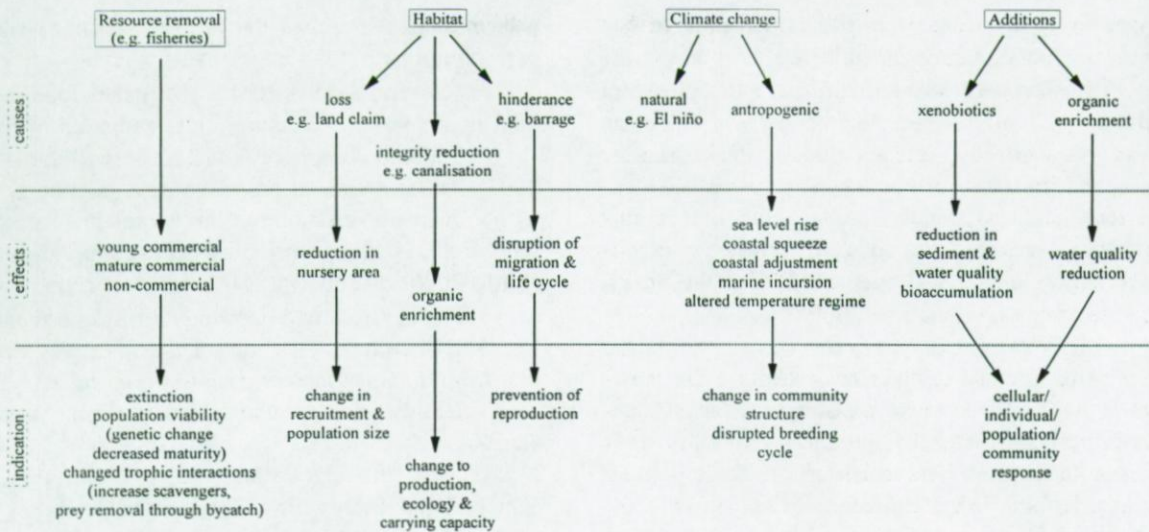 Resource removal
(e.g. fisheries)
Habitat
Climate change
Additions
causes
loss
e.g. land claim
hinderance
e.g. barrage
integrity reduction
e.g. canalisation
natural
e.g. El niño
antropogenic
xenobiotics
organic
enrichment
effects
young commercial
mature commercial
non-commercial
reduction in
nursery area
organic
enrichment
disruption of
migration &
life cycle
sea level rise
coastal squeeze
coastal adjustment
marine incursion
altered temperature regime
reduction in
sediment &
water quality
bioaccumulation
water quality
reduction
indication
extinction
population viability
(genetic change
decreased maturity)
changed trophic interactions
(increase scavengers,
prey removal through bycatch)
change in
recruitment &
population size
change to
production,
ecology &
carrying capacity
prevention of
reproduction
change in community
structure
disrupted breeding
cycle
cellular/
individual/
population/
community
response